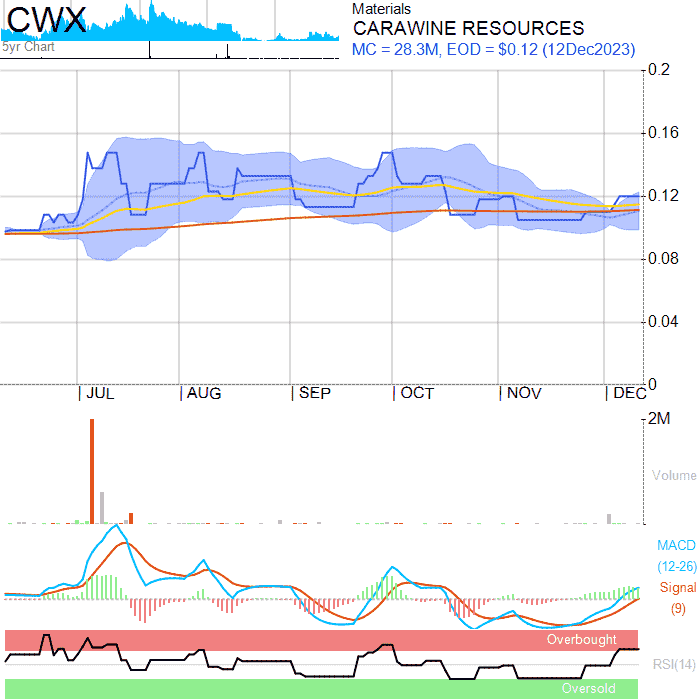 CWX
5yr Chart
Materials
CARAWINE RESOURCES
MC = 28.3M, EOD = $0.12 (12Dec2023)
0.2
0.16
0.12
0.08
0.04
0
| JUL | AUG | SEP | OCT | NOV | DEC
2M
Volume
MACD
(12-26)
Signal
(9)
Overbought
RSI(14)
Oversold